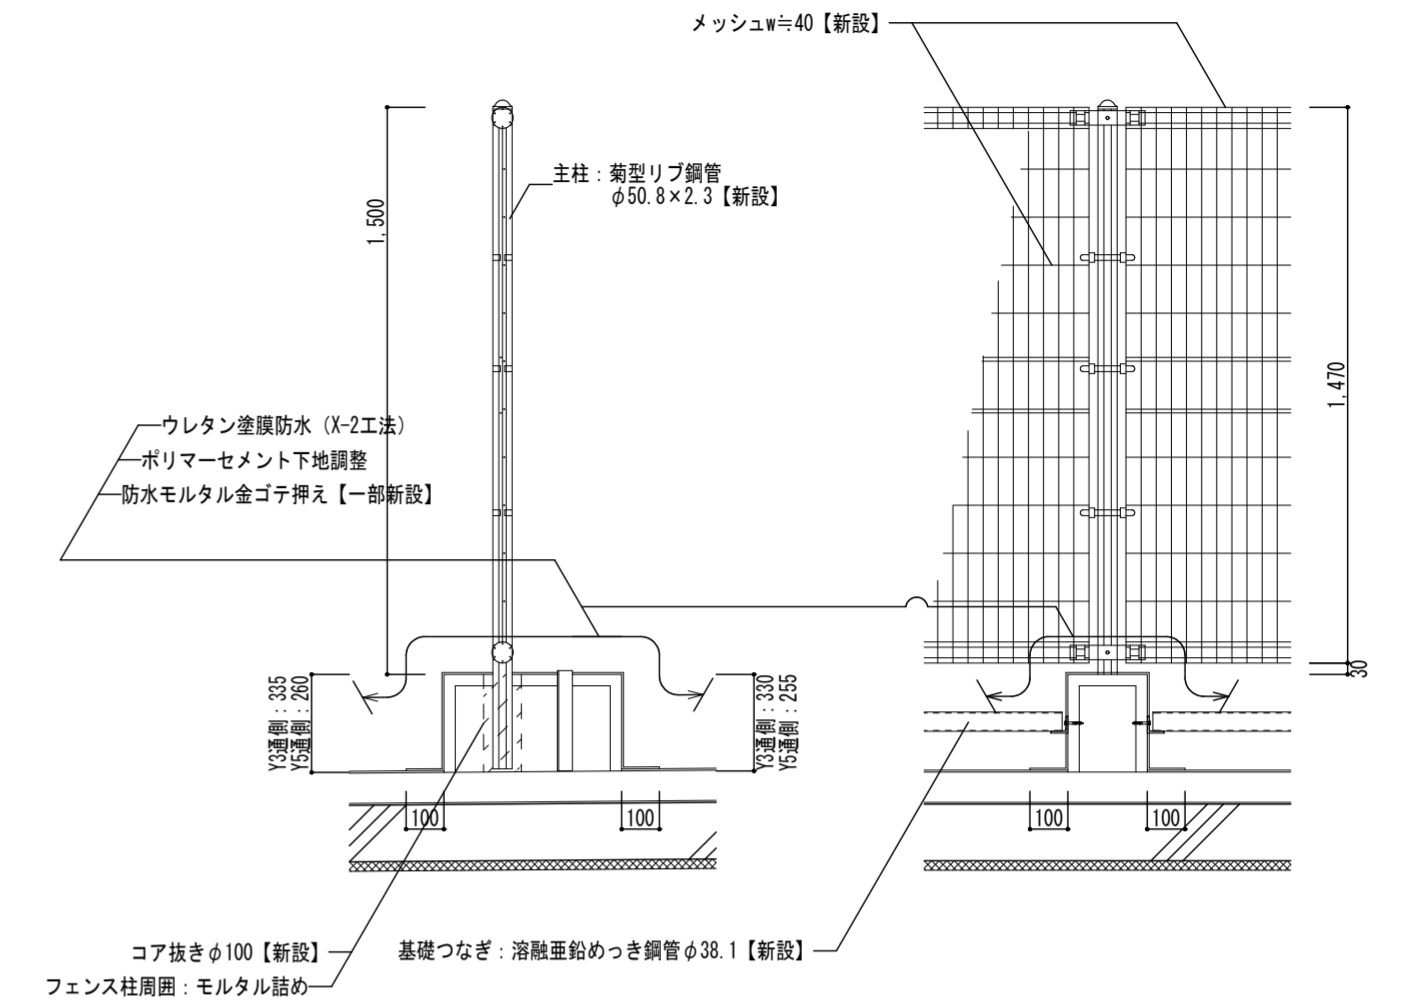 メッシュw≒40【新設】
主柱：菊型リブ鋼管
φ50.8×2.3【新設】
1,500
1,470
ウレタン塗膜防水（X-2工法）
ポリマーセメント下地調整
防水モルタル金ゴテ押え【一部新設】
30
Y3通側：335
Y5通側：260
Y3通側：330
Y5通側：255
100
100
100
100
コア抜きφ100【新設】
フェンス柱周囲：モルタル詰め
基礎つなぎ：溶融亜鉛めっき鋼管φ38.1【新設】